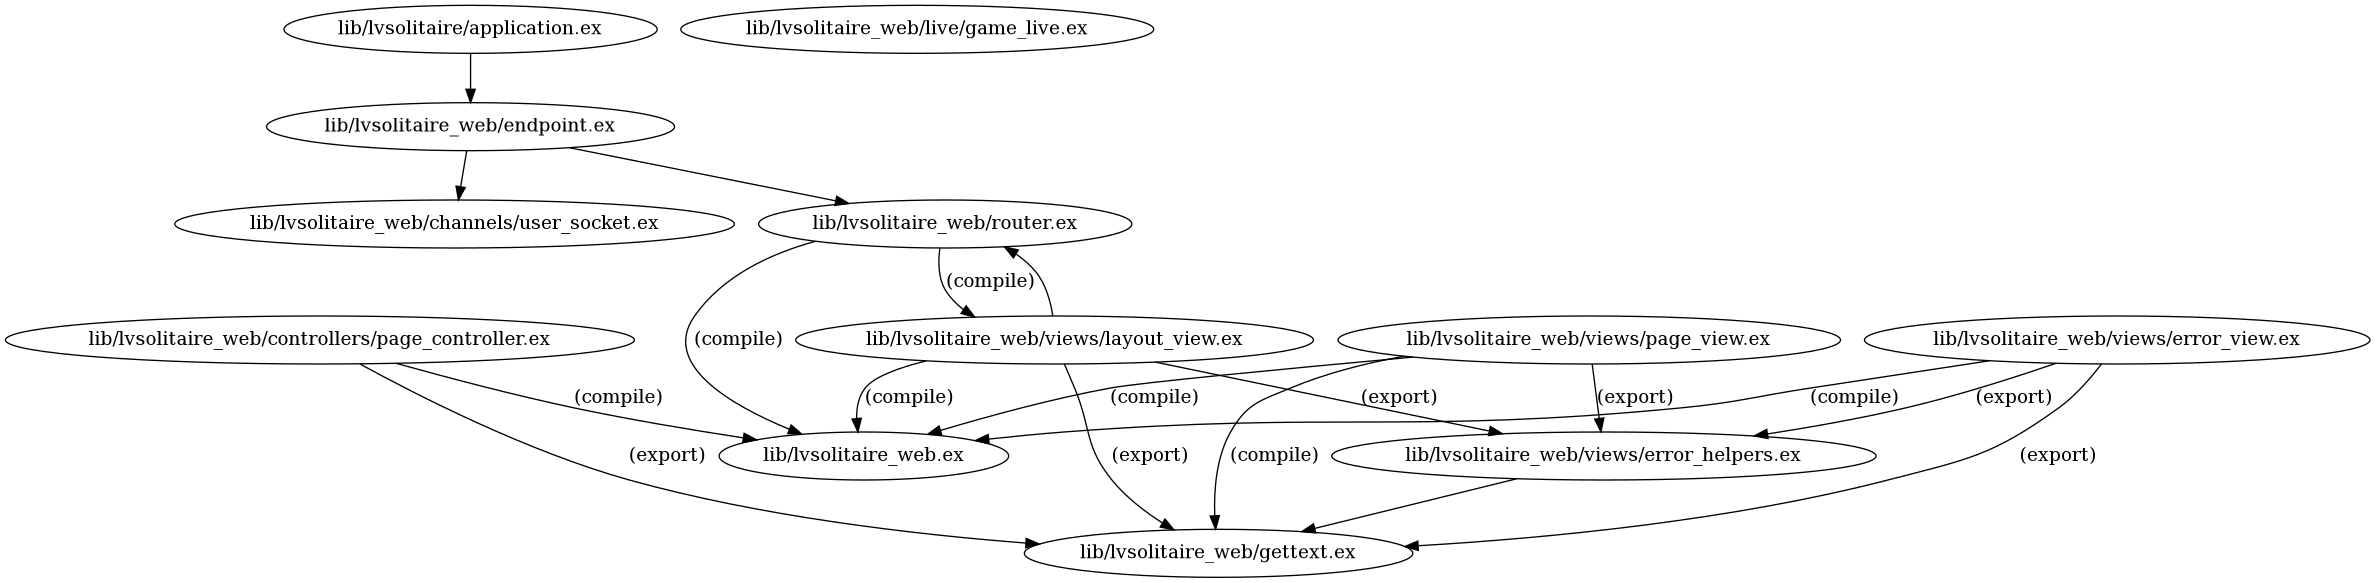 lib/lvsolitaire/application.ex
lib/lvsolitaire_web/live/game_live.ex
lib/lvsolitaire_web/endpoint.ex
lib/lvsolitaire_web/channels/user_socket.ex
lib/lvsolitaire_web/router.ex
(compile)
(compile)
lib/lvsolitaire_web/controllers/page_controller.ex
lib/lvsolitaire_web/views/layout_view.ex
lib/lvsolitaire_web/views/page_view.ex
lib/lvsolitaire_web/views/error_view.ex
(compile)
(compile)
(compile)
(export)
(export)
(compile)
(export)
(export)
lib/lvsolitaire_web.ex
(export)
(compile)
lib/lvsolitaire_web/views/error_helpers.ex
(export)
lib/lvsolitaire_web/gettext.ex